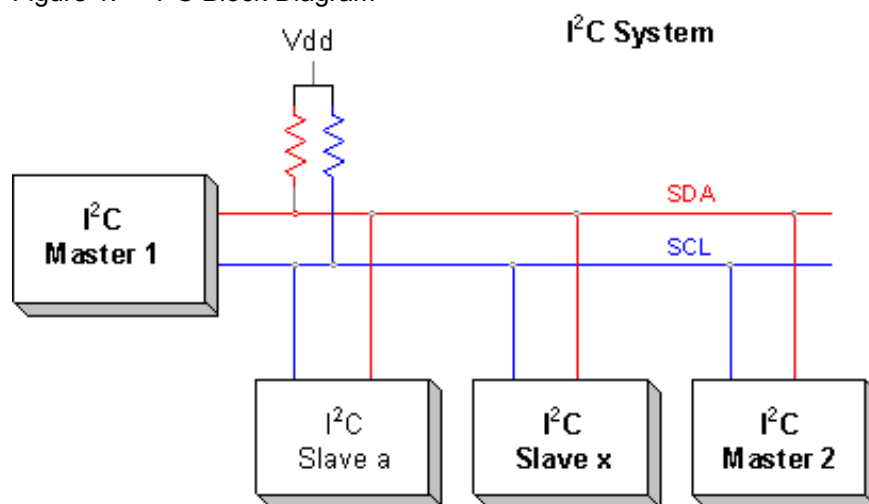 I²C System
Vdd
SDA
I²C
Master 1
SCL
I²C
Slave a
I²C
Slave x
I²C
Master 2